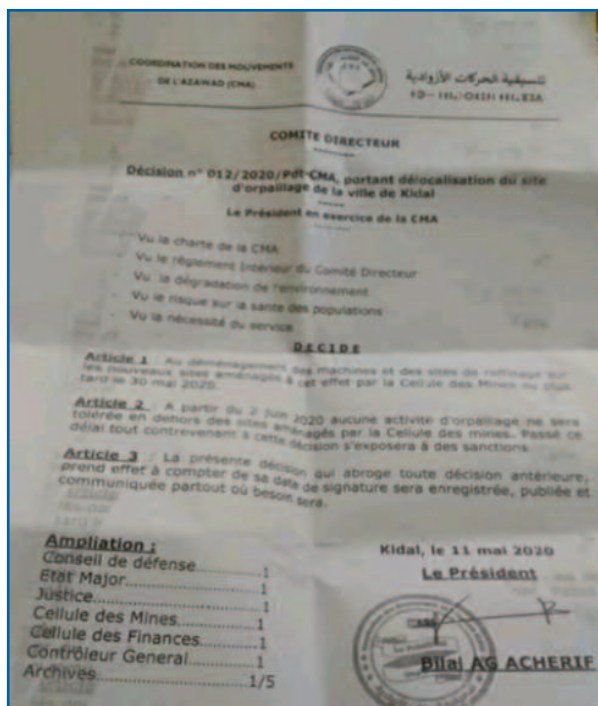 COORDINATION DES MOUVEMENTS
DE L'AZAWAD (CMA)
تنسيقية الحركات الأزوادية
COMITE DIRECTEUR
Décision n° 012/2020/Pdt-CMA, portant délocalisation du site
d'orpaillage de la ville de Kidal
Le Président en exercice de la CMA
- Vu la charte de la CMA
- Vu le règlement Intérieur du Comité Directeur
- Vu la dégradation de l'environnement
- Vu le risque sur la sante des populations
- Vu la nécessité du service
DECIDE
Article 1 : Au déménagement des machines et des sites de raffinage sur
les nouveaux sites aménagés à cet effet par la Cellule des Mines au plus
tard le 30 mai 2020.
Article 2 : A partir du 2 juin 2020 aucune activite d'orpaillage ne sera
tolérée en dehors des sites aménagés par la Cellule des mines. Passé ce
délai tout contrevenant à cette décision s'exposera à des sanctions.
Article 3 : La présente décision qui abroge toute décision antérieure,
prend effet à compter de sa date de signature sera enregistrée, publiée et
communiquée partout où besoin sera.
Ampliation :
Conseil de défense..............1
Etat Major.........................1
Justice..............................1
Cellule des Mines...............1
Cellule des Finances...........1
Contrôleur General.............1
Archives...........................1/5
Kidal, le 11 mai 2020
Le Président
Bilal AG ACHERIF